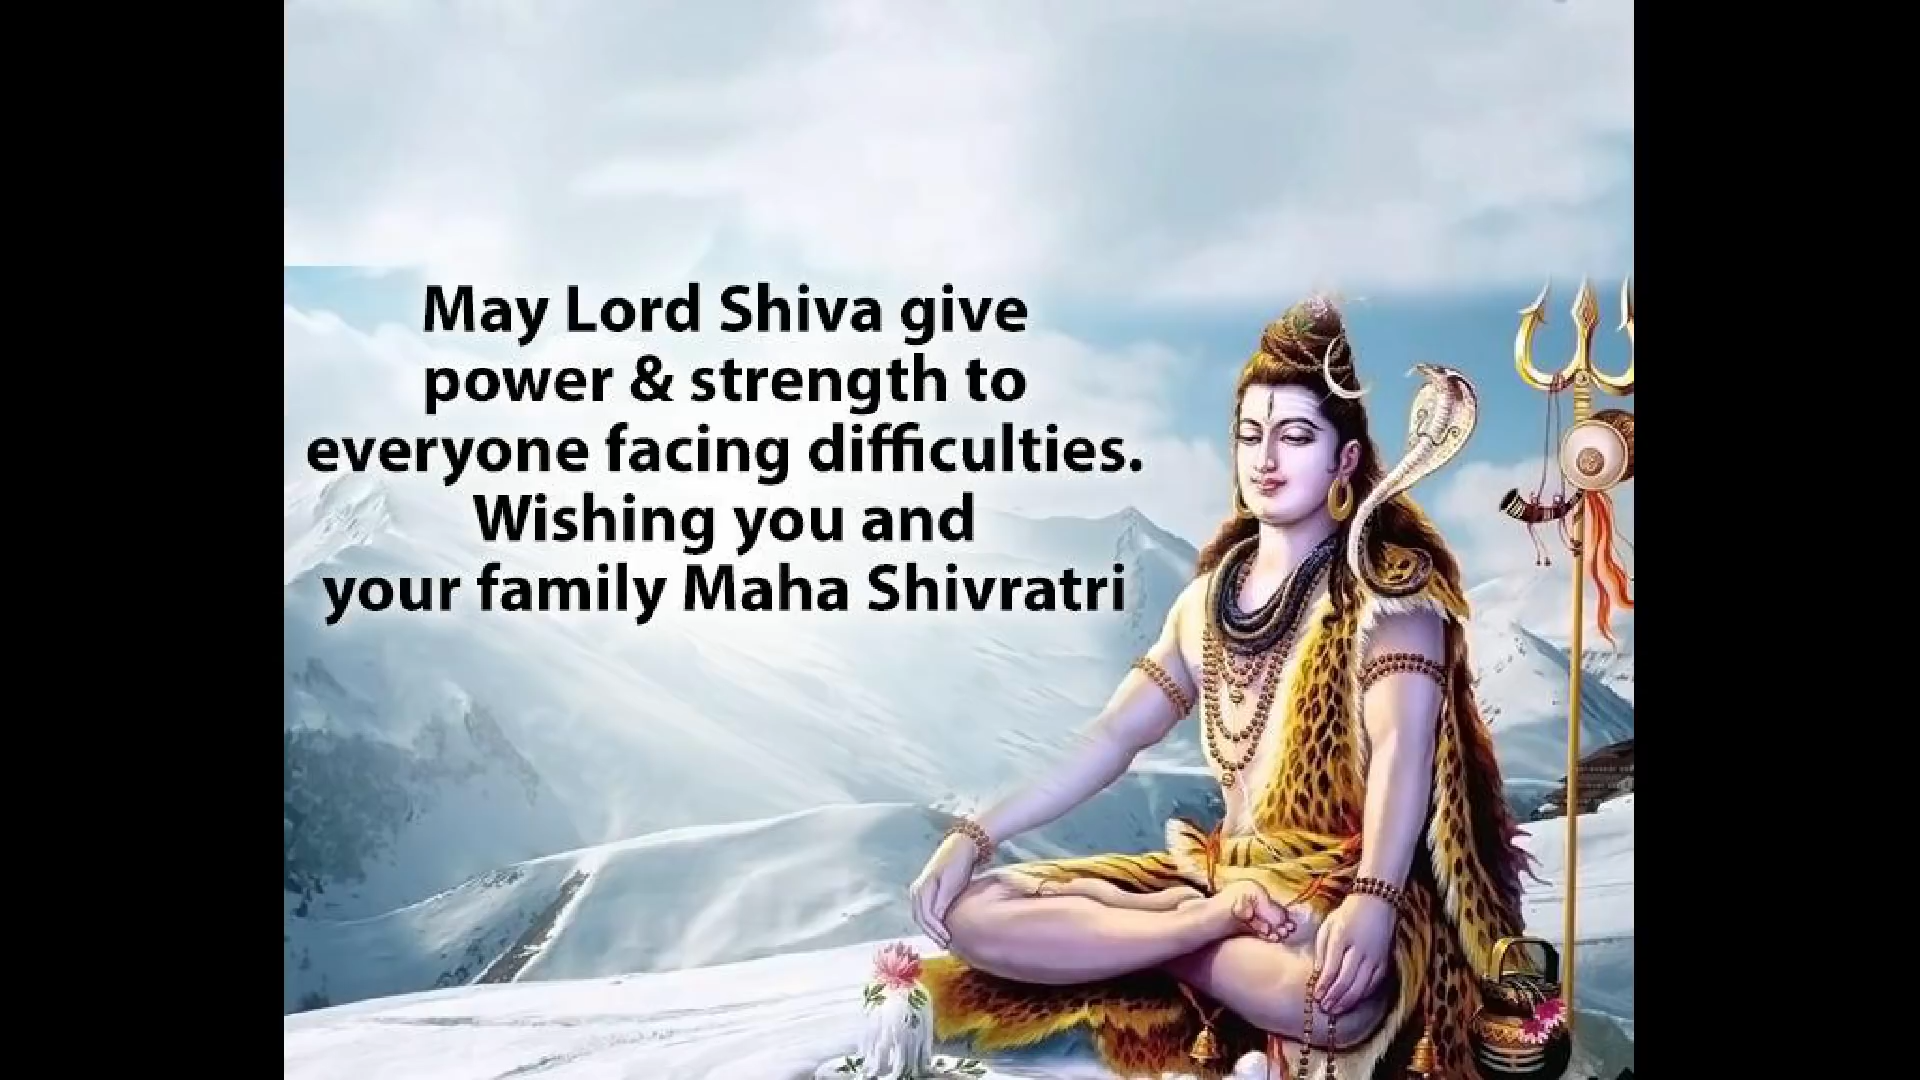 May Lord Shiva give
power & strength to
everyone facing difficulties.
Wishing you and
your family Maha Shivratri